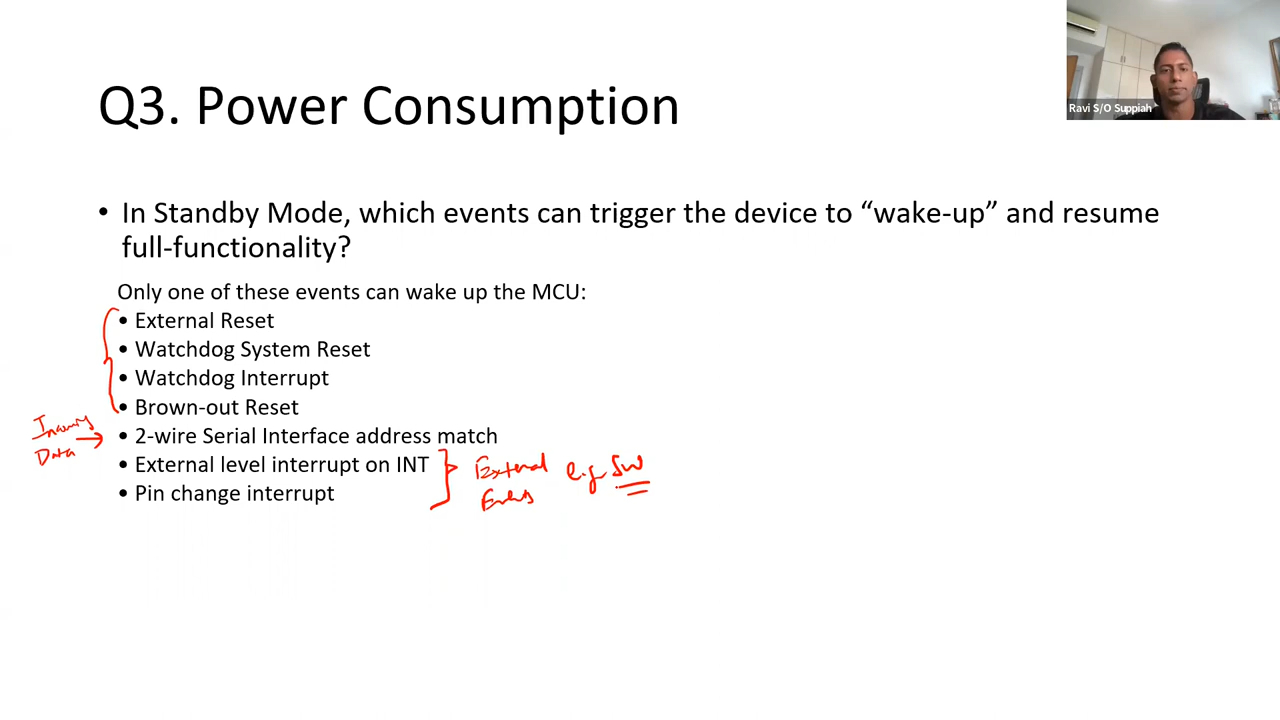 Ravi S/O Suppiah
Q3. Power Consumption
• In Standby Mode, which events can trigger the device to “wake-up” and resume
full-functionality?
Only one of these events can wake up the MCU:
• External Reset
• Watchdog System Reset
• Watchdog Interrupt
• Brown-out Reset
• 2-wire Serial Interface address match
• External level interrupt on INT
• Pin change interrupt
Data
External
Events
e.g. SW